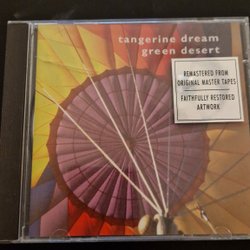 tangerine dream
green desert
REMASTERED FROM
ORIGINAL MASTER TAPES
FAITHFULLY RESTORED
ARTWORK